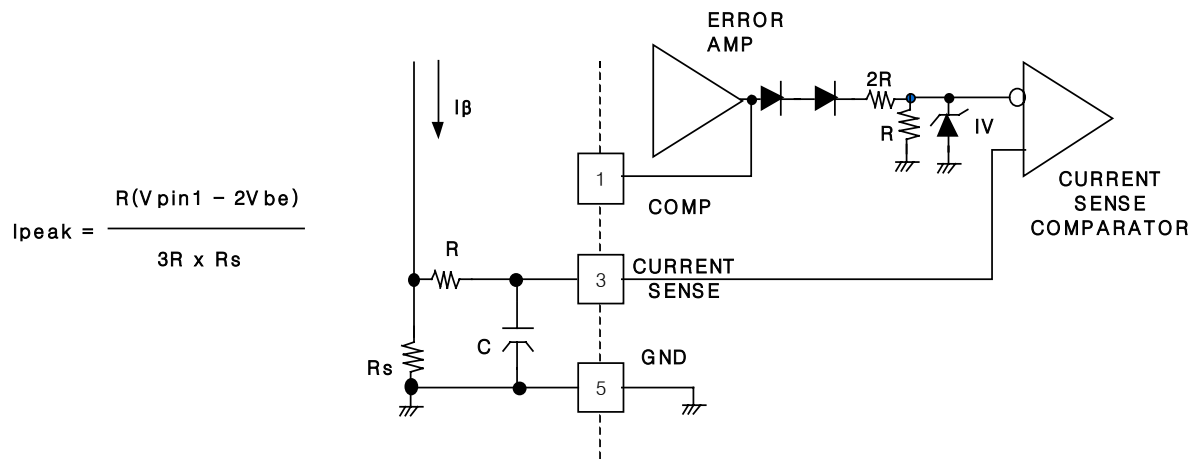 ERROR
AMP
2R
R
IV
Iβ
1
COMP
CURRENT
SENSE
COMPARATOR
R(Vpin1 − 2Vbe)
Ipeak =
3R x Rs
R
3
CURRENT
SENSE
C
Rs
GND
5